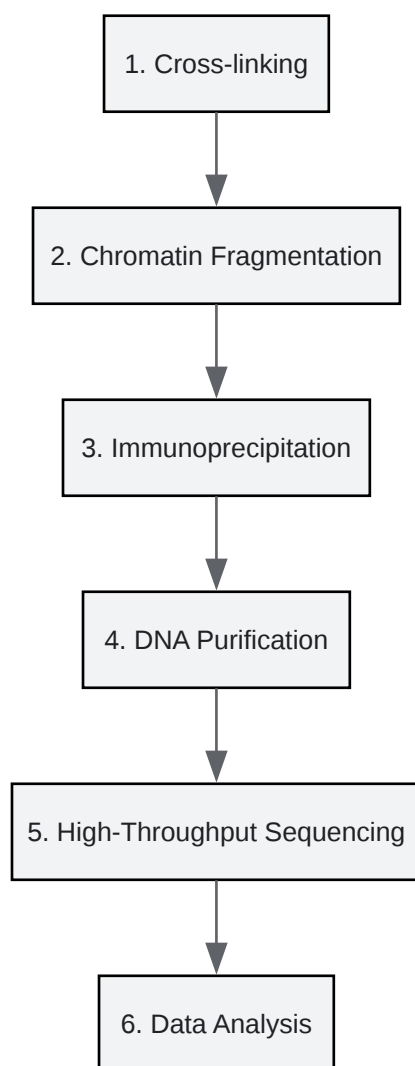 1. Cross-linking
2. Chromatin Fragmentation
3. Immunoprecipitation
4. DNA Purification
5. High-Throughput Sequencing
6. Data Analysis